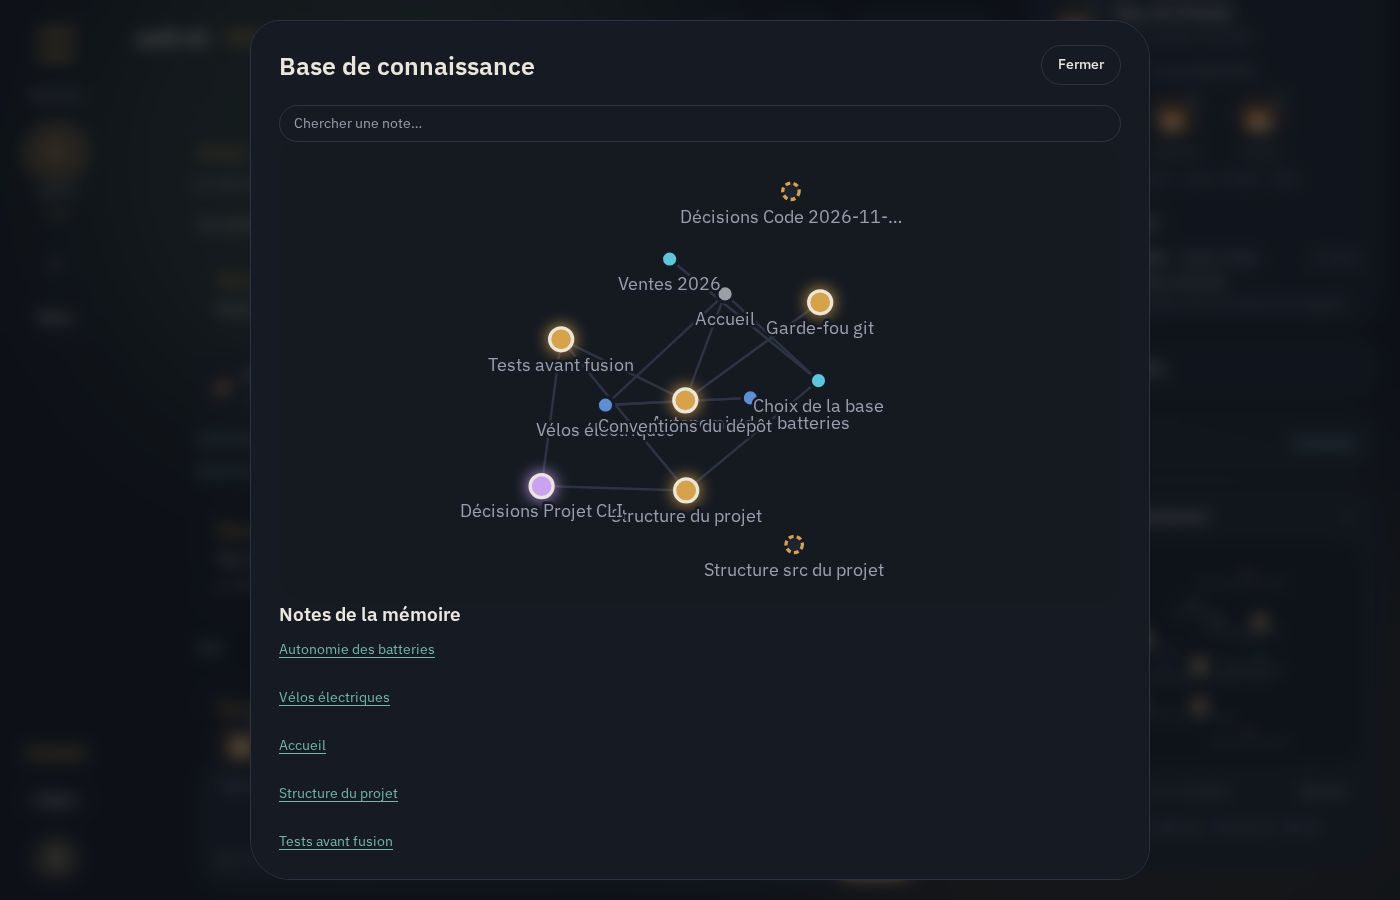 Base de connaissance
Fermer
Chercher une note...
Décisions Code 2026-11-...
Ventes 2026
Accueil
Garde-fou git
Tests avant fusion
Choix de la base
batteries
Vélos électriques
Conventions du dépôt
Décisions Projet CLI
Structure du projet
Structure src du projet
Notes de la mémoire
Autonomie des batteries
Vélos électriques
Accueil
Structure du projet
Tests avant fusion